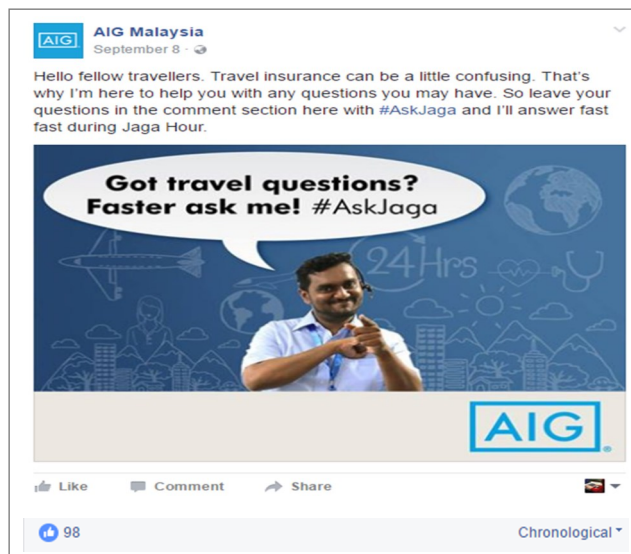 AIG
AIG Malaysia
September 8 ·
Hello fellow travellers. Travel insurance can be a little confusing. That's
why I'm here to help you with any questions you may have. So leave your
questions in the comment section here with #AskJaga and I'll answer fast
fast during Jaga Hour.
Got travel questions?
Faster ask me! #AskJaga
24Hrs
AIG
®
Like Comment Share
98 Chronological